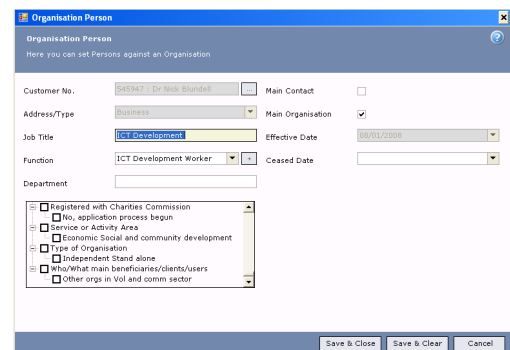 Organisation Person
Organisation Person
Here you can set Persons against an Organisation
Customer No. 545947 : Dr Nick Blundell ... Main Contact
Address/Type Business Main Organisation
Job Title ICT Development Effective Date 08/01/2008
Function ICT Development Worker + Ceased Date
Department
Registered with Charities Commission
No, application process begun
Service or Activity Area
Economic Social and community development
Type of Organisation
Independent Stand alone
Who/What main beneficiaries/clients/users
Other orgs in Vol and comm sector
Save & Close Save & Clear Cancel